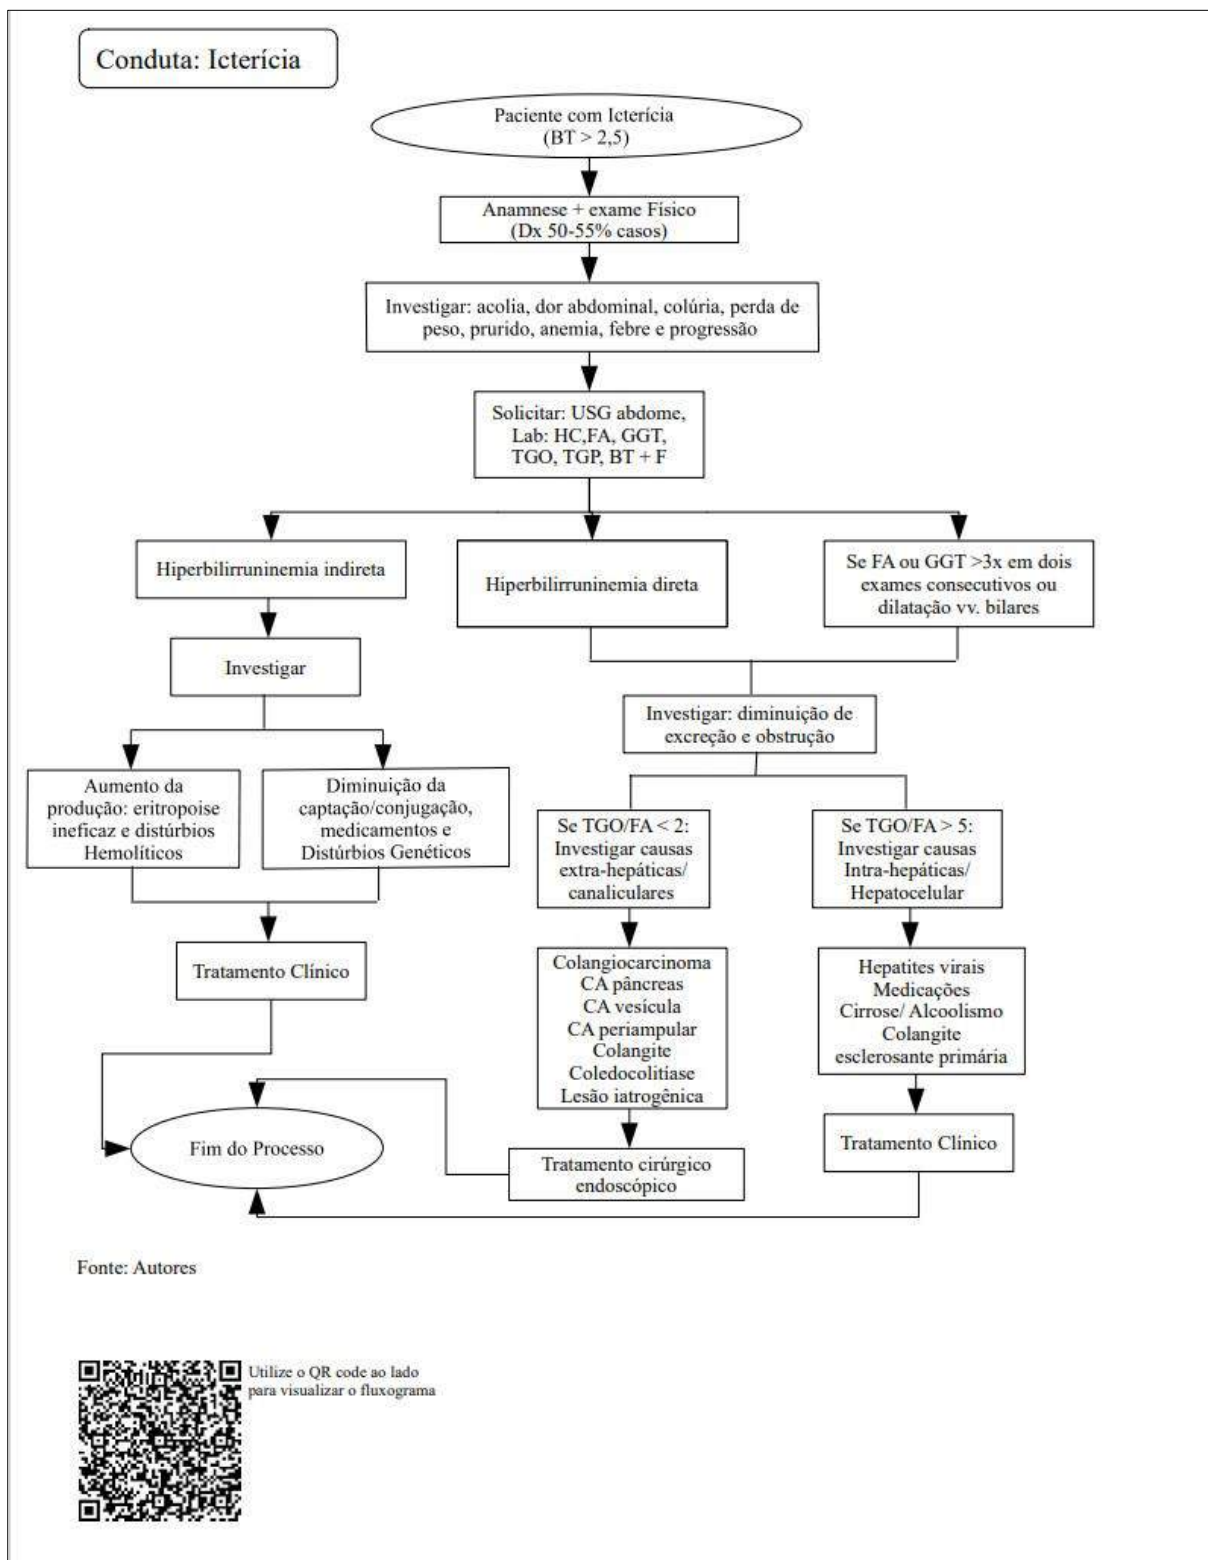 Conduta: Icterícia
Paciente com Icterícia
(BT > 2,5)
Anamnese + exame Físico
(Dx 50-55% casos)
Investigar: acolia, dor abdominal, colúria, perda de
peso, prurido, anemia, febre e progressão
Solicitar: USG abdome,
Lab: HC,FA, GGT,
TGO, TGP, BT + F
Hiperbilirruninemia indireta
Hiperbilirruninemia direta
Se FA ou GGT >3x em dois
exames consecutivos ou
dilatação vv. bilares
Investigar
Investigar: diminuição de
excreção e obstrução
Aumento da
produção: eritropoise
ineficaz e distúrbios
Hemolíticos
Diminuição da
captação/conjugação,
medicamentos e
Distúrbios Genéticos
Se TGO/FA < 2:
Investigar causas
extra-hepáticas/
canaliculares
Se TGO/FA > 5:
Investigar causas
Intra-hepáticas/
Hepatocelular
Tratamento Clínico
Colangiocarcinoma
CA pâncreas
CA vesícula
CA periampular
Colangite
Coledocolitíase
Lesão iatrogênica
Hepatites virais
Medicações
Cirrose/ Alcoolismo
Colangite
esclerosante primária
Fim do Processo
Tratamento cirúrgico
endoscópico
Tratamento Clínico
Fonte: Autores
Utilize o QR code ao lado
para visualizar o fluxograma